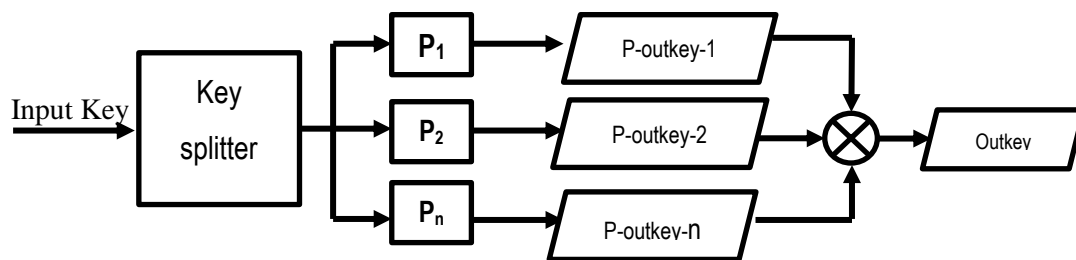 Input Key
Key
splitter
P1
P-outkey-1
P2
P-outkey-2
Pn
P-outkey-n
Outkey